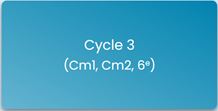 Cycle 3
(Cm1, Cm2, 6e)